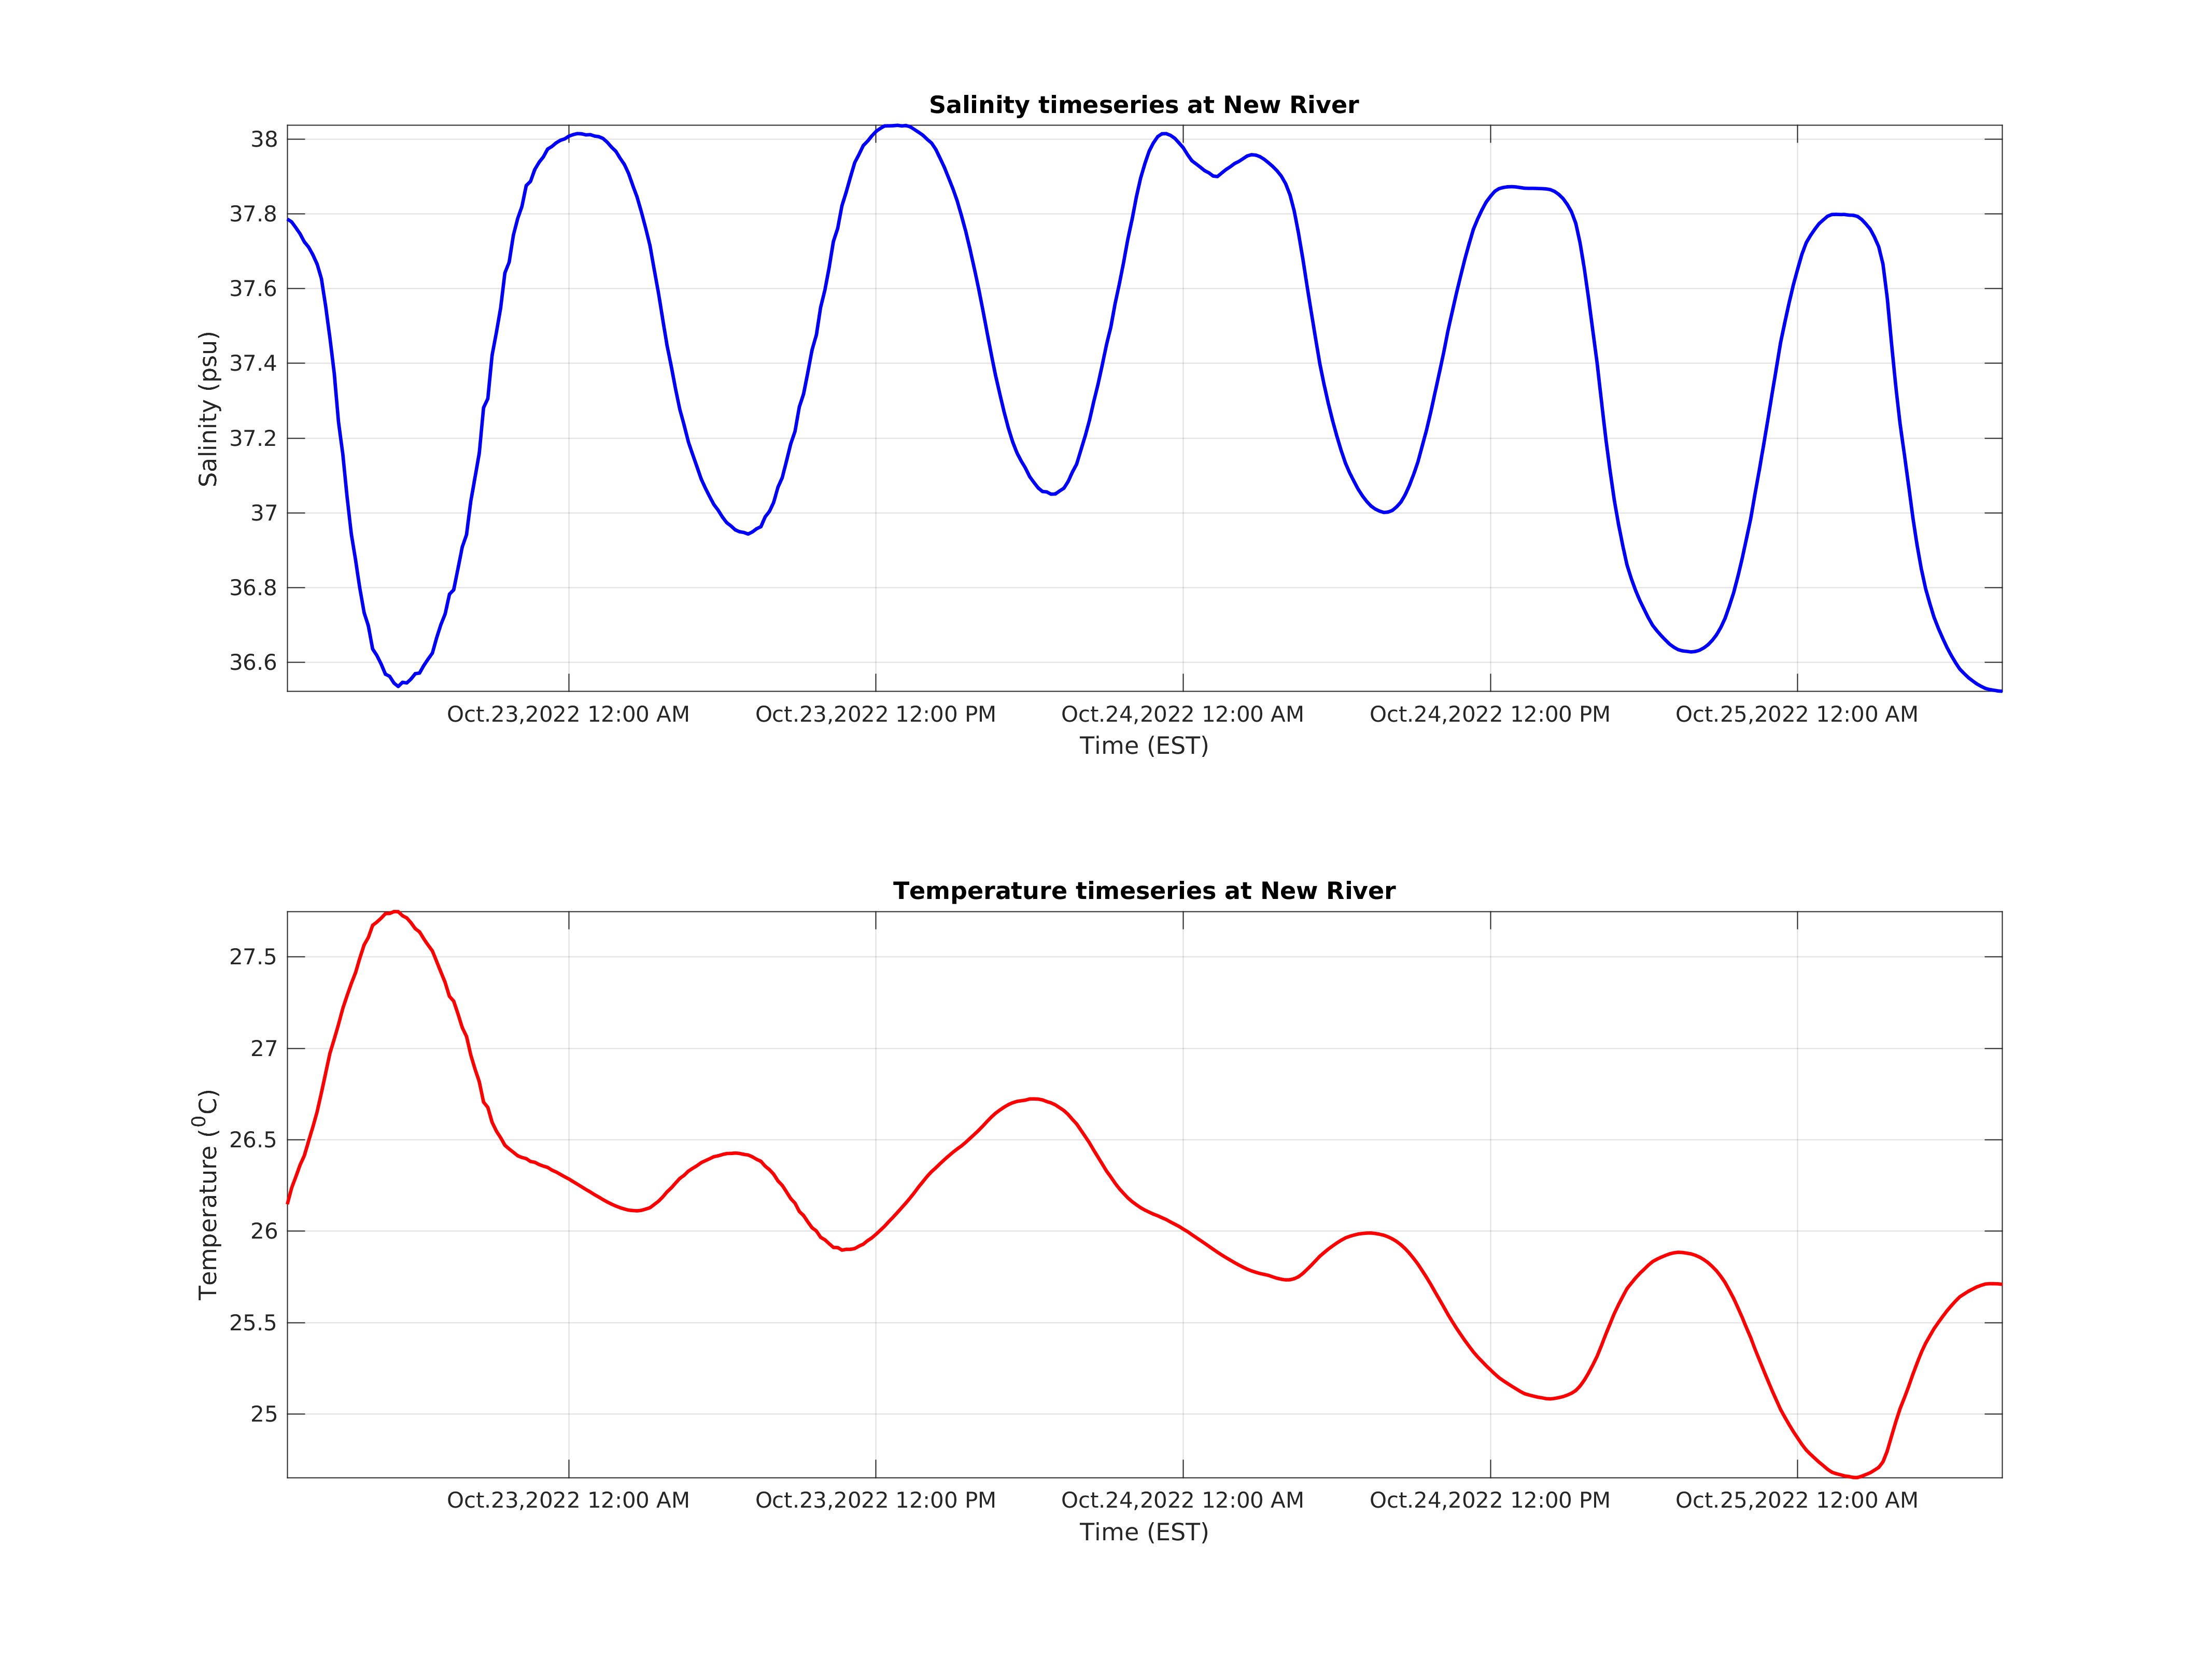 Salinity timeseries at New River
38
37.8
37.6
37.4
37.2
37
36.8
36.6
Salinity (psu)
Oct.23,2022 12:00 AM
Oct.23,2022 12:00 PM
Oct.24,2022 12:00 AM
Oct.24,2022 12:00 PM
Oct.25,2022 12:00 AM
Time (EST)
Temperature timeseries at New River
27.5
27
26.5
26
25.5
25
Temperature (⁰C)
Oct.23,2022 12:00 AM
Oct.23,2022 12:00 PM
Oct.24,2022 12:00 AM
Oct.24,2022 12:00 PM
Oct.25,2022 12:00 AM
Time (EST)